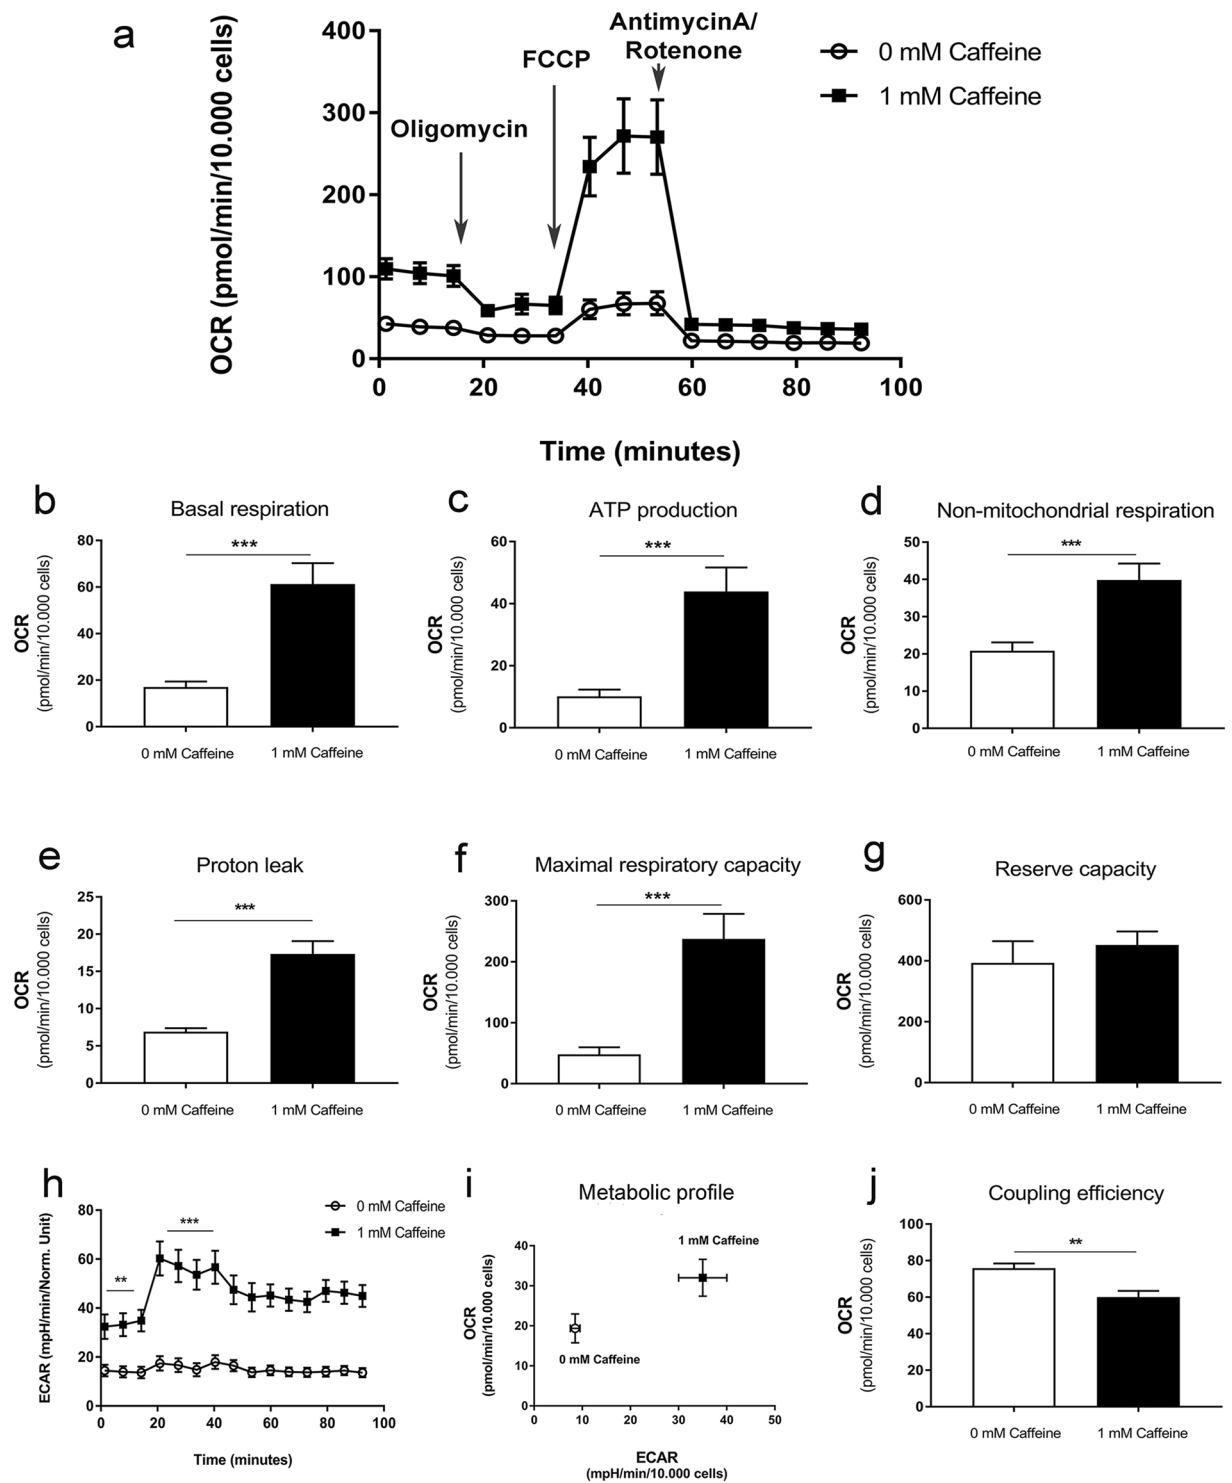 a
OCR (pmol/min/10.000 cells)
400
300
200
100
0
0 20 40 60 80 100
Time (minutes)
Oligomycin
FCCP
AntimycinA/
Rotenone
0 mM Caffeine
1 mM Caffeine
b
Basal respiration
OCR
(pmol/min/10.000 cells)
80
60
40
20
0
***
0 mM Caffeine 1 mM Caffeine
c
ATP production
OCR
(pmol/min/10.000 cells)
60
40
20
0
***
0 mM Caffeine 1 mM Caffeine
d
Non-mitochondrial respiration
OCR
(pmol/min/10.000 cells)
50
40
30
20
10
0
***
0 mM Caffeine 1 mM Caffeine
e
Proton leak
OCR
(pmol/min/10.000 cells)
25
20
15
10
5
0
***
0 mM Caffeine 1 mM Caffeine
f
Maximal respiratory capacity
OCR
(pmol/min/10.000 cells)
300
200
100
0
***
0 mM Caffeine 1 mM Caffeine
g
Reserve capacity
OCR
(pmol/min/10.000 cells)
600
400
200
0
0 mM Caffeine 1 mM Caffeine
h
ECAR (mpH/min/Norm. Unit)
80
60
40
20
0
**
***
0 mM Caffeine
1 mM Caffeine
0 20 40 60 80 100
Time (minutes)
i
Metabolic profile
OCR
(pmol/min/10.000 cells)
40
30
20
10
0
1 mM Caffeine
0 mM Caffeine
0 10 20 30 40 50
ECAR
(mpH/min/10.000 cells)
j
Coupling efficiency
OCR
(pmol/min/10.000 cells)
100
80
60
40
20
0
**
0 mM Caffeine 1 mM Caffeine